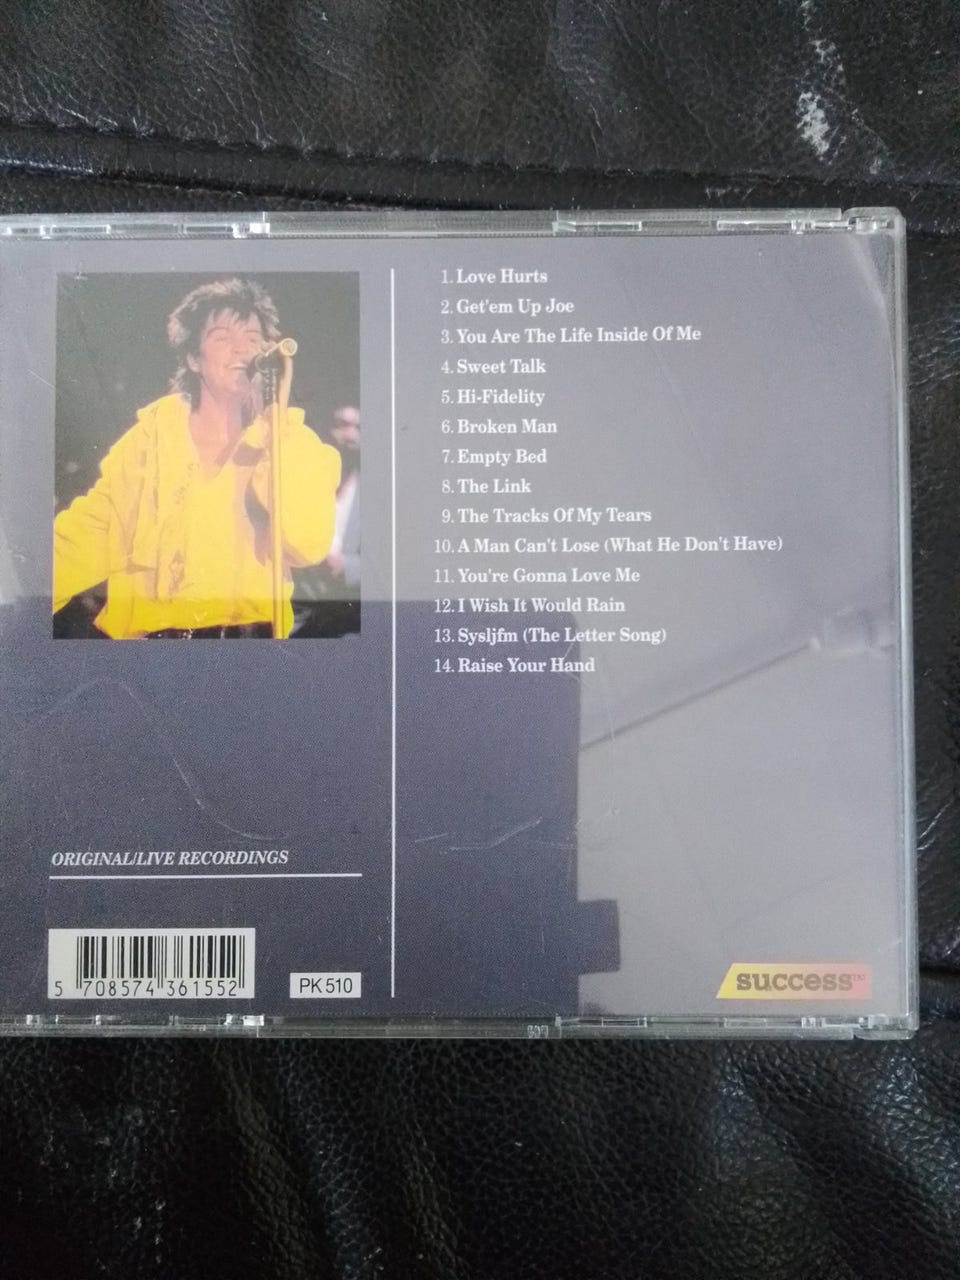 1. Love Hurts
2. Get'em Up Joe
3. You Are The Life Inside Of Me
4. Sweet Talk
5. Hi-Fidelity
6. Broken Man
7. Empty Bed
8. The Link
9. The Tracks Of My Tears
10. A Man Can't Lose (What He Don't Have)
11. You're Gonna Love Me
12. I Wish It Would Rain
13. Sysljfm (The Letter Song)
14. Raise Your Hand
ORIGINAL/LIVE RECORDINGS
5 708574 361552
PK 510
success™